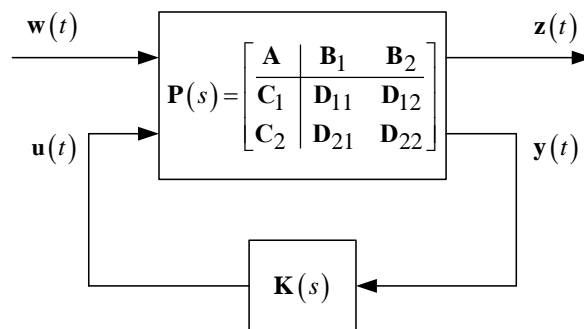 w(t)
z(t)
P(s) = [ A | B₁ B₂
C₁ | D₁₁ D₁₂
C₂ | D₂₁ D₂₂ ]
u(t)
y(t)
K(s)